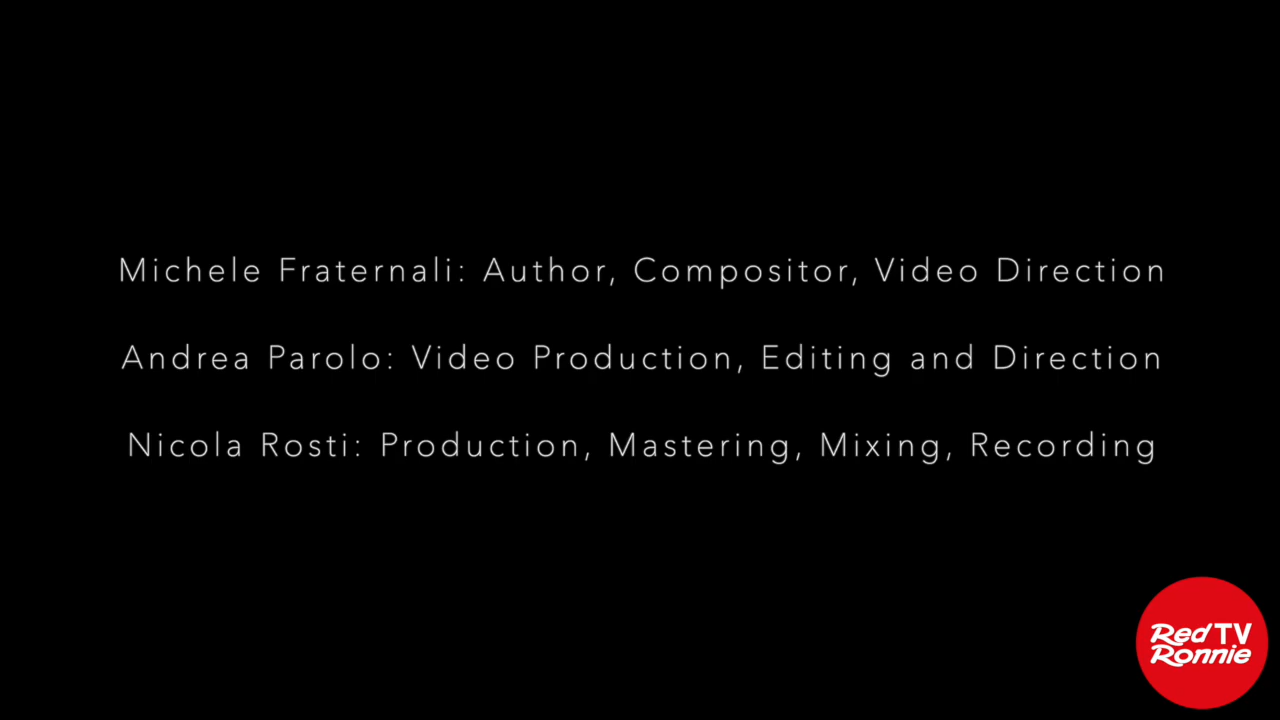 Michele Fraternali: Author, Compositor, Video Direction
Andrea Parolo: Video Production, Editing and Direction
Nicola Rosti: Production, Mastering, Mixing, Recording
Red TV
Ronnie